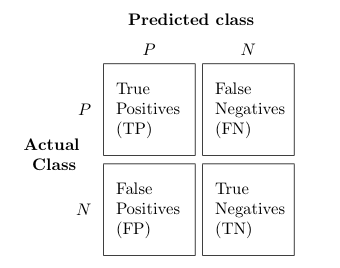 Predicted class
P N
True False
P Positives Negatives
(TP) (FN)
Actual
Class
False True
N Positives Negatives
(FP) (TN)